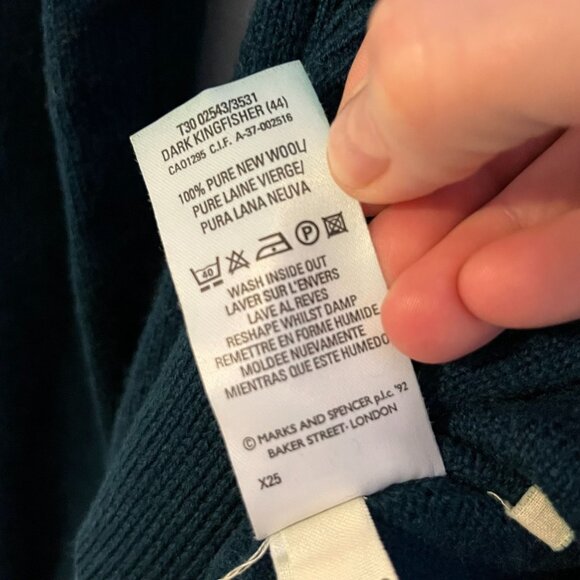 T30 02543/3531
DARK KINGFISHER (44)
CA01295 C.I.F. A-37-002516
100% PURE NEW WOOL/
PURE LAINE VIERGE/
PURA LANA NUEVA
40 P
WASH INSIDE OUT
LAVER SUR L'ENVERS
LAVE AL REVES
RESHAPE WHILST DAMP
REMETTRE EN FORME HUMIDE
MOLDEE NUEVAMENTE
MIENTRAS QUE ESTE HUMEDO
© MARKS AND SPENCER p.l.c. '92
BAKER STREET· LONDON
X25